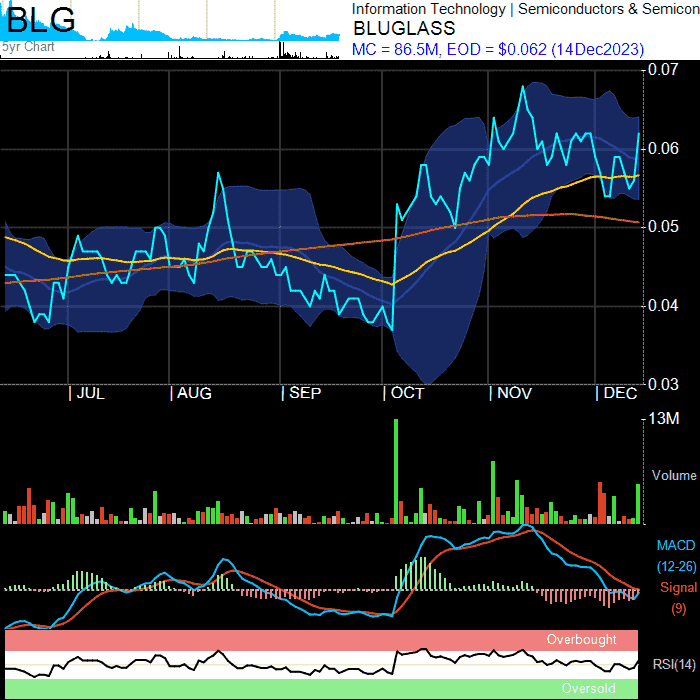 BLG
5yr Chart
Information Technology | Semiconductors & Semicon
BLUGLASS
MC = 86.5M, EOD = $0.062 (14Dec2023)
0.07
0.06
0.05
0.04
0.03
| JUL | AUG | SEP | OCT | NOV | DEC
13M
Volume
MACD
(12-26)
Signal
(9)
Overbought
RSI(14)
Oversold